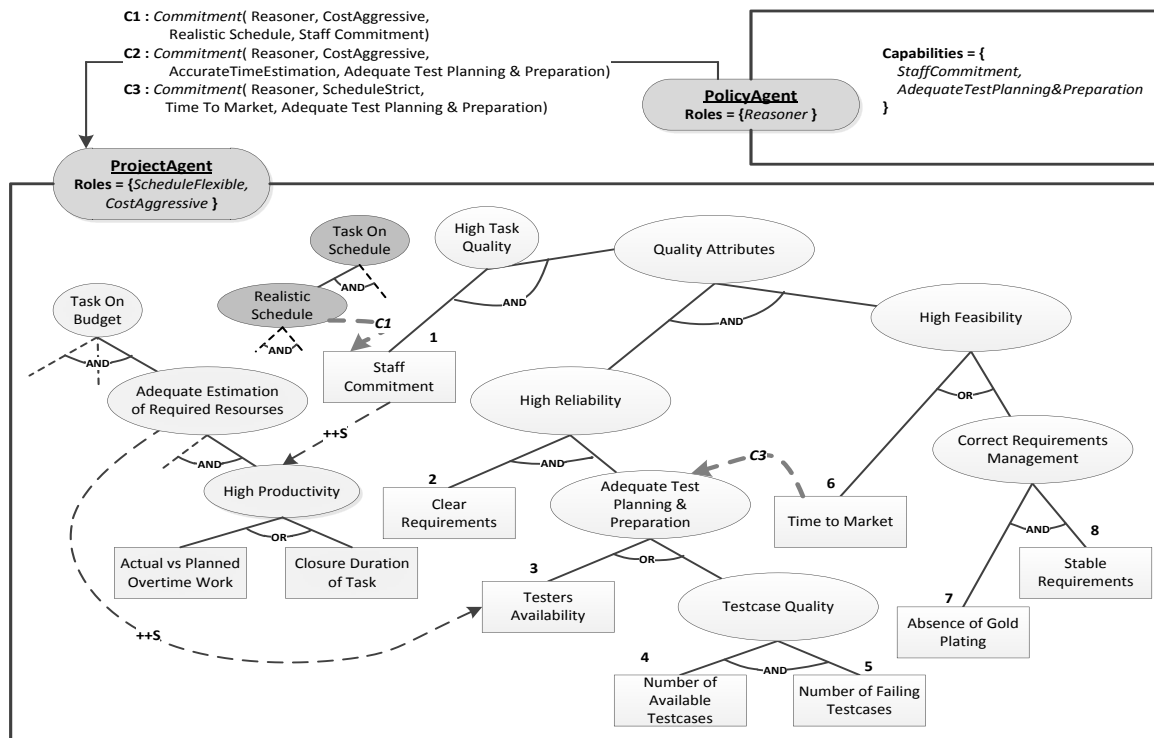 C1 : Commitment( Reasoner, CostAggressive,
Realistic Schedule, Staff Commitment)
C2 : Commitment( Reasoner, CostAggressive,
AccurateTimeEstimation, Adequate Test Planning & Preparation)
C3 : Commitment( Reasoner, ScheduleStrict,
Time To Market, Adequate Test Planning & Preparation)
PolicyAgent
Roles = {Reasoner }
Capabilities = {
StaffCommitment,
AdequateTestPlanning&Preparation
}
ProjectAgent
Roles = {ScheduleFlexible,
CostAggressive }
Task On
Schedule
High Task
Quality
Quality Attributes
AND
Realistic
Schedule
AND
C1
AND
AND
Task On
Budget
AND
High Feasibility
1
Staff
Commitment
Adequate Estimation
of Required Resourses
High Reliability
OR
++S
AND
AND
Correct Requirements
Management
C3
High Productivity
2
Clear
Requirements
Adequate Test
Planning &
Preparation
6
Time to Market
AND
8
Stable
Requirements
OR
Actual vs Planned
Overtime Work
Closure Duration
of Task
OR
3
Testers
Availability
Testcase Quality
7
Absence of Gold
Plating
++S
4
AND
5
Number of
Available
Testcases
Number of Failing
Testcases